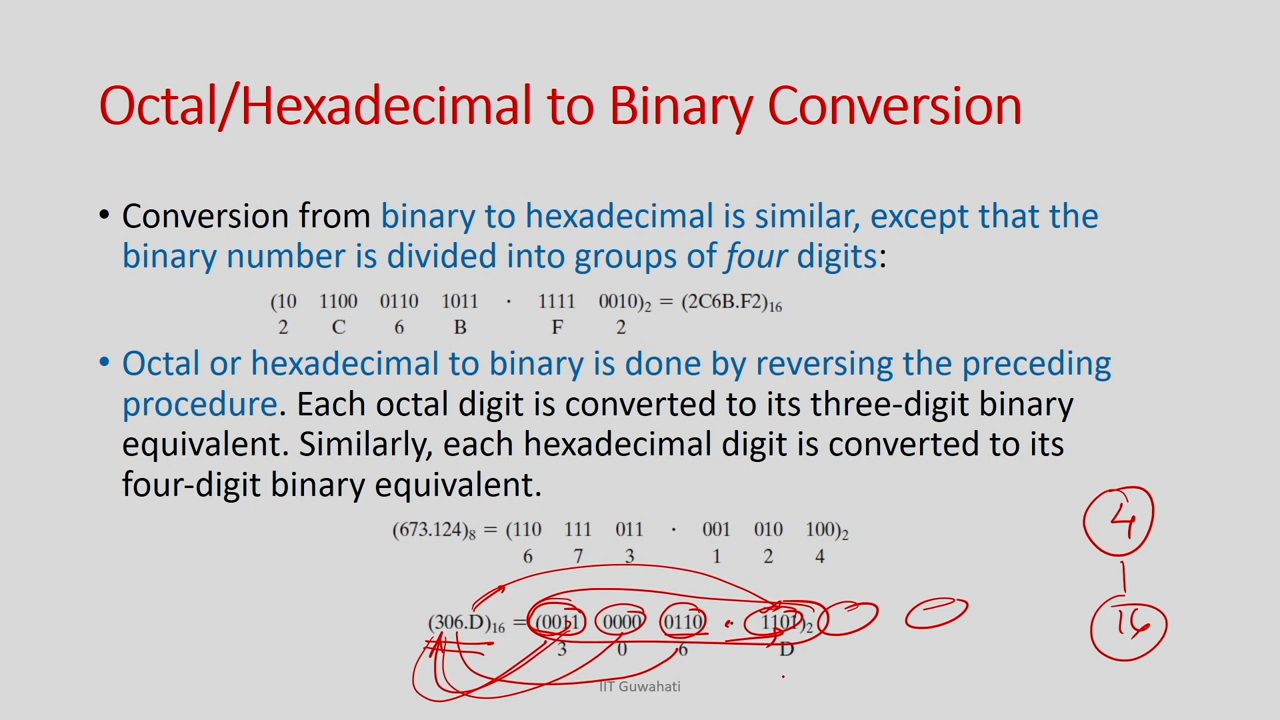 Octal/Hexadecimal to Binary Conversion
• Conversion from binary to hexadecimal is similar, except that the
binary number is divided into groups of four digits:
(10 1100 0110 1011 · 1111 0010)₂ = (2C6B.F2)₁₆
2 C 6 B F 2
• Octal or hexadecimal to binary is done by reversing the preceding
procedure. Each octal digit is converted to its three-digit binary
equivalent. Similarly, each hexadecimal digit is converted to its
four-digit binary equivalent.
(673.124)₈ = (110 111 011 · 001 010 100)₂
6 7 3 1 2 4
4
(306.D)₁₆ = (0011 0000 0110 · 1101)₂
16
3 0 6 D
IIT Guwahati